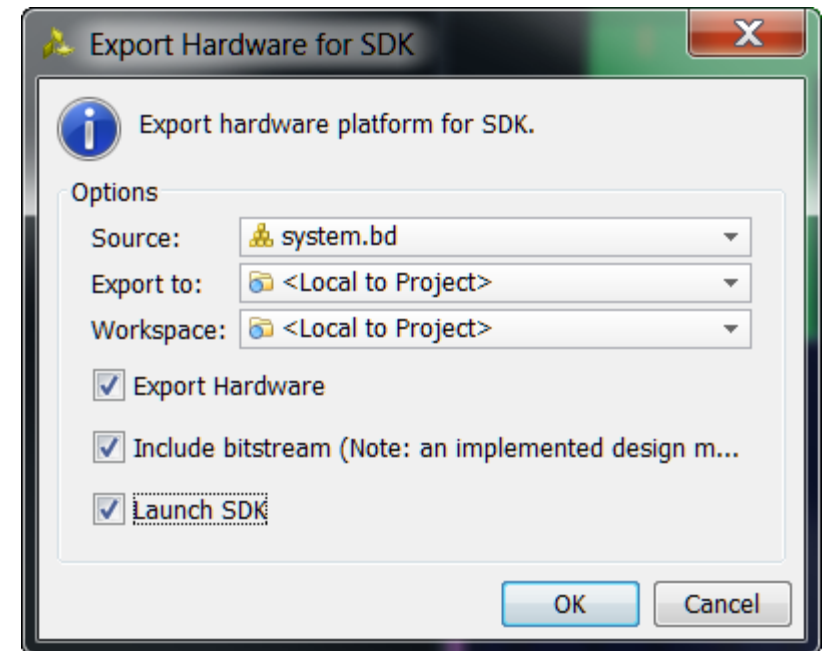 Export Hardware for SDK
Export hardware platform for SDK.
Options
Source: system.bd
Export to: <Local to Project>
Workspace: <Local to Project>
Export Hardware
Include bitstream (Note: an implemented design m...
Launch SDK
OK Cancel